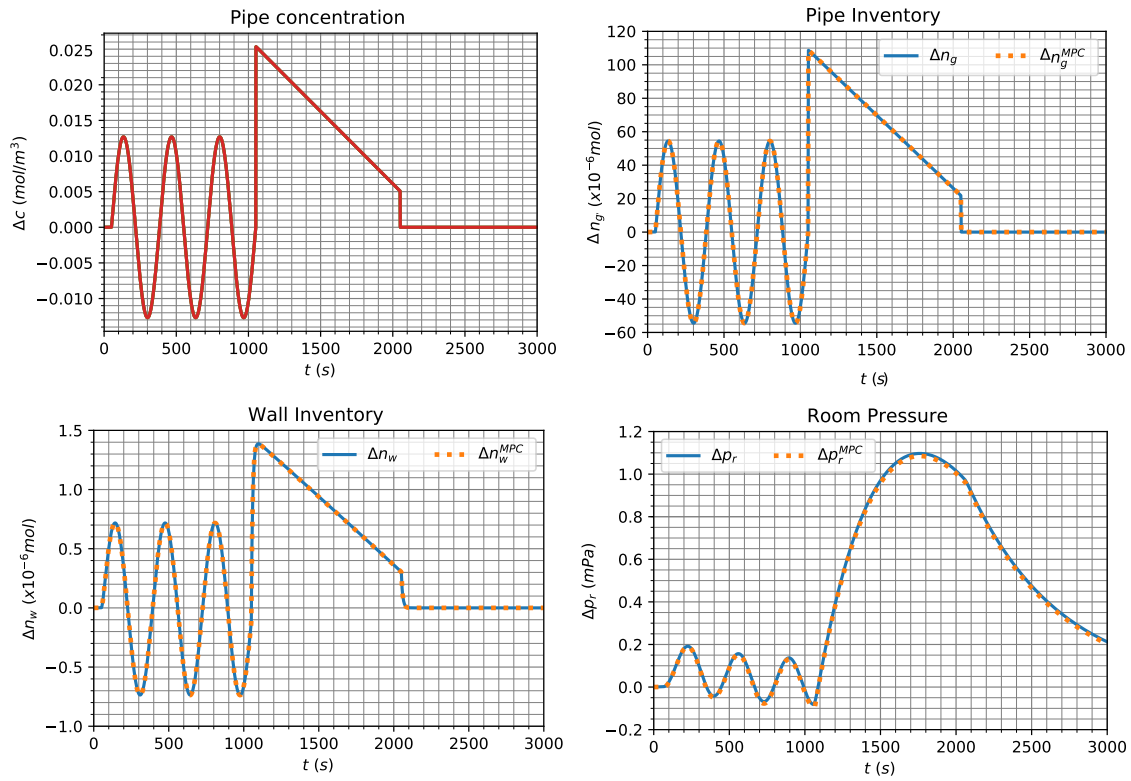 Pipe concentration
Δc (mol/m³)
0.025
0.020
0.015
0.010
0.005
0.000
−0.005
−0.010
0 500 1000 1500 2000 2500 3000
t (s)
Pipe Inventory
Δn_g (x10⁻⁶mol)
120
100
80
60
40
20
0
−20
−40
−60
Δn_g Δn_g^MPC
0 500 1000 1500 2000 2500 3000
t (s)
Wall Inventory
Δn_w (x10⁻⁶mol)
1.5
1.0
0.5
0.0
−0.5
−1.0
Δn_w Δn_w^MPC
0 500 1000 1500 2000 2500 3000
t (s)
Room Pressure
Δp_r (mPa)
1.2
1.0
0.8
0.6
0.4
0.2
0.0
−0.2
Δp_r Δp_r^MPC
0 500 1000 1500 2000 2500 3000
t (s)